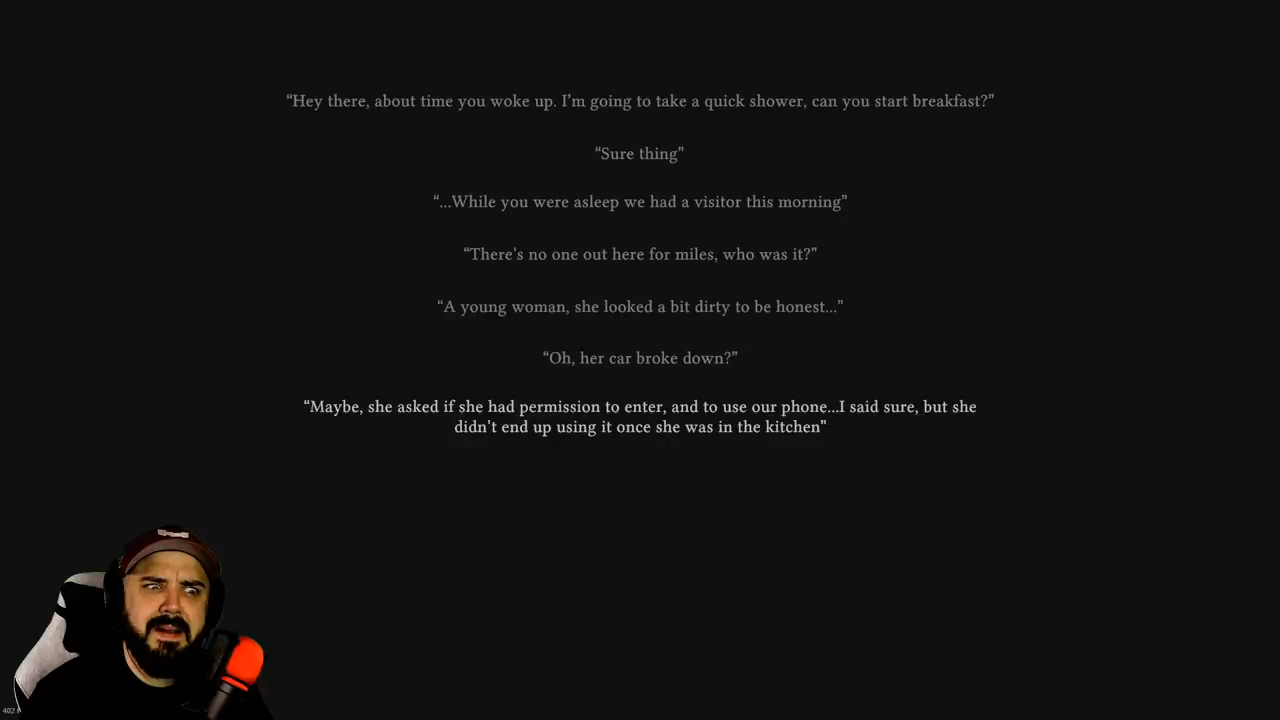 “Hey there, about time you woke up. I’m going to take a quick shower, can you start breakfast?”
“Sure thing”
“...While you were asleep we had a visitor this morning”
“There’s no one out here for miles, who was it?”
“A young woman, she looked a bit dirty to be honest...”
“Oh, her car broke down?”
“Maybe, she asked if she had permission to enter, and to use our phone...I said sure, but she
didn’t end up using it once she was in the kitchen”
402